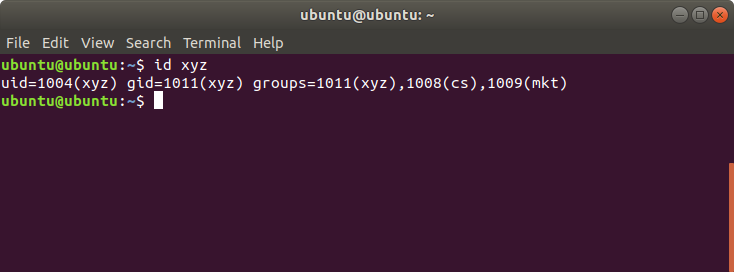 ubuntu@ubuntu: ~
File Edit View Search Terminal Help
ubuntu@ubuntu:~$ id xyz
uid=1004(xyz) gid=1011(xyz) groups=1011(xyz),1008(cs),1009(mkt)
ubuntu@ubuntu:~$